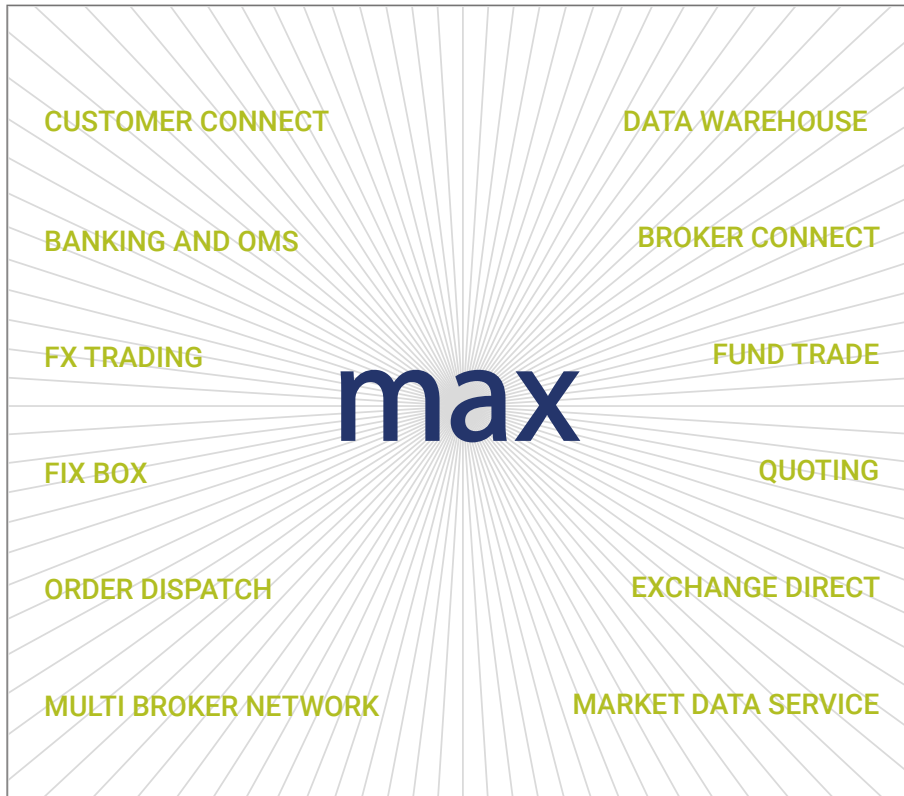 CUSTOMER CONNECT
DATA WAREHOUSE
BANKING AND OMS
BROKER CONNECT
FX TRADING
FUND TRADE
max
FIX BOX
QUOTING
ORDER DISPATCH
EXCHANGE DIRECT
MULTI BROKER NETWORK
MARKET DATA SERVICE